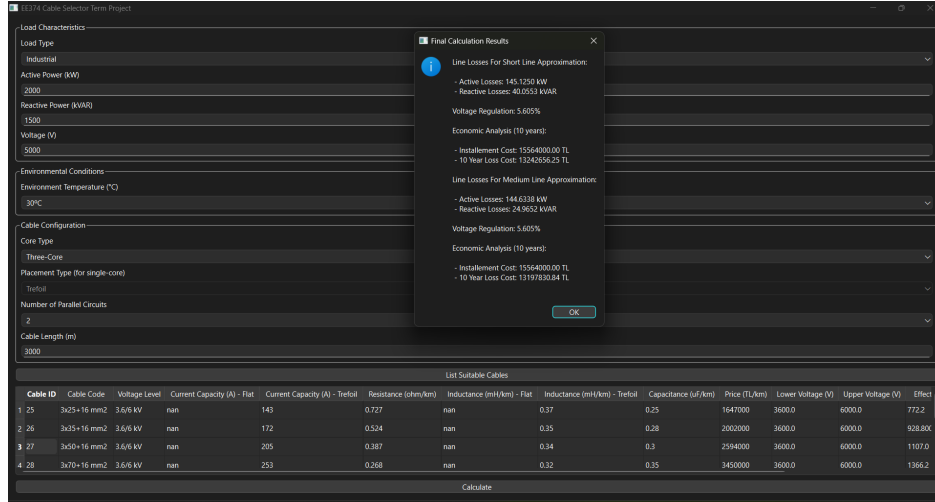 EE374 Cable Selector Term Project
Load Characteristics
Load Type
Industrial
Active Power (kW)
2000
Reactive Power (kVAR)
1500
Voltage (V)
5000
Environmental Conditions
Environment Temperature (°C)
30ºC
Cable Configuration
Core Type
Three-Core
Placement Type (for single-core)
Trefoil
Number of Parallel Circuits
2
Cable Length (m)
3000
Final Calculation Results
Line Losses For Short Line Approximation:
- Active Losses: 145.1250 kW
- Reactive Losses: 40.0553 kVAR
Voltage Regulation: 5.605%
Economic Analysis (10 years):
- Installement Cost: 15564000.00 TL
- 10 Year Loss Cost: 13242656.25 TL
Line Losses For Medium Line Approximation:
- Active Losses: 144.6338 kW
- Reactive Losses: 24.9652 kVAR
Voltage Regulation: 5.605%
Economic Analysis (10 years):
- Installement Cost: 15564000.00 TL
- 10 Year Loss Cost: 13197830.84 TL
OK
List Suitable Cables
Cable ID Cable Code Voltage Level Current Capacity (A) - Flat Current Capacity (A) - Trefoil Resistance (ohm/km) Inductance (mH/km) - Flat Inductance (mH/km) - Trefoil Capacitance (uF/km) Price (TL/km) Lower Voltage (V) Upper Voltage (V) Effect
1 25 3x25+16 mm2 3.6/6 kV nan 143 0.727 nan 0.37 0.25 1647000 3600.0 6000.0 772.2
2 26 3x35+16 mm2 3.6/6 kV nan 172 0.524 nan 0.35 0.28 2002000 3600.0 6000.0 928.800
3 27 3x50+16 mm2 3.6/6 kV nan 205 0.387 nan 0.34 0.3 2594000 3600.0 6000.0 1107.0
4 28 3x70+16 mm2 3.6/6 kV nan 253 0.268 nan 0.32 0.35 3450000 3600.0 6000.0 1366.2
Calculate